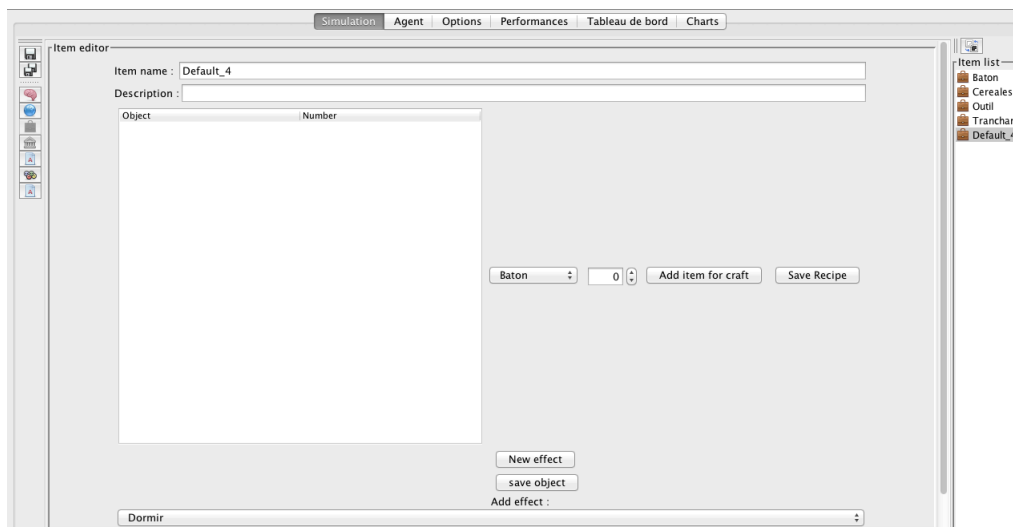 Simulation Agent Options Performances Tableau de bord Charts
Item editor
Item name : Default_4
Description :
Object Number
Baton 0 Add item for craft Save Recipe
New effect
save object
Add effect :
Dormir
Item list
Baton
Cereales
Outil
Tranchar
Default_4